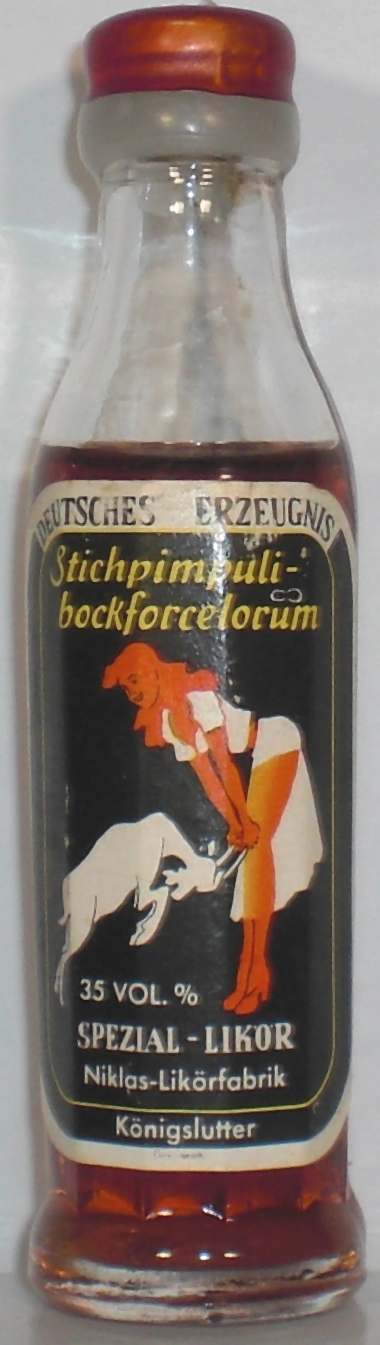 DEUTSCHES ERZEUGNIS
Stichpimpuli-
bockforcelorum
35 VOL. %
SPEZIAL-LIKÖR
Niklas-Likörfabrik
Königslutter